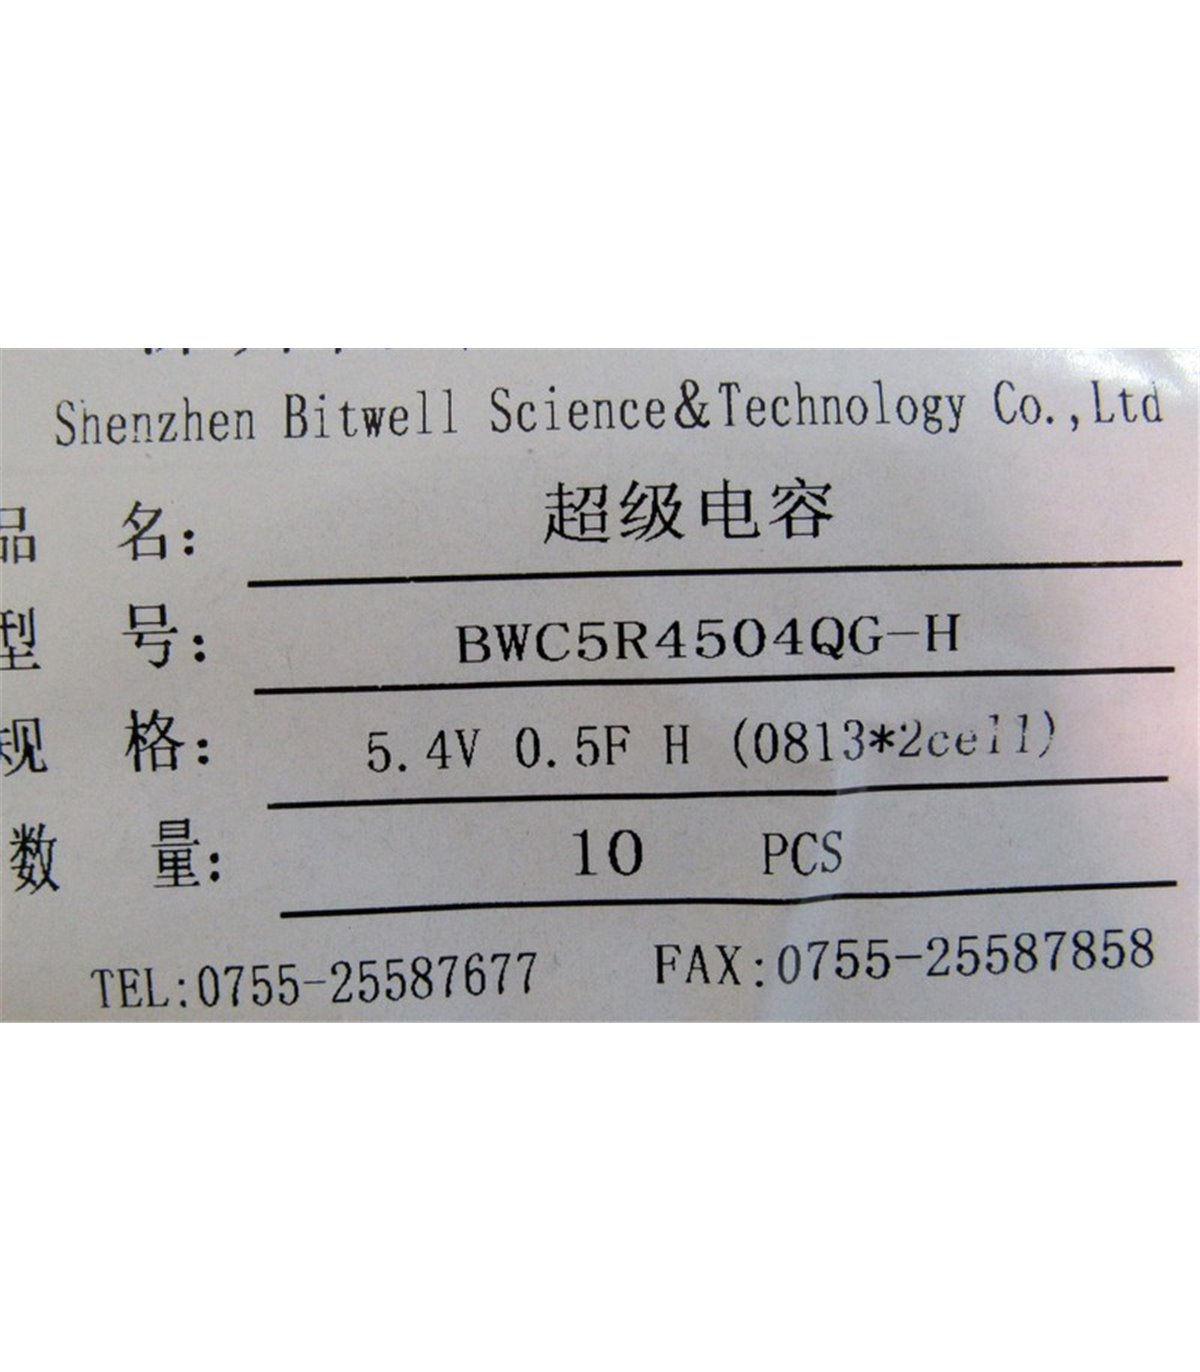 Shenzhen Bitwell Science&Technology Co.,Ltd
品 名: 超级电容
型 号: BWC5R4504QG-H
规 格: 5.4V 0.5F H (0813*2cell)
数 量: 10 PCS
TEL:0755-25587677 FAX:0755-25587858